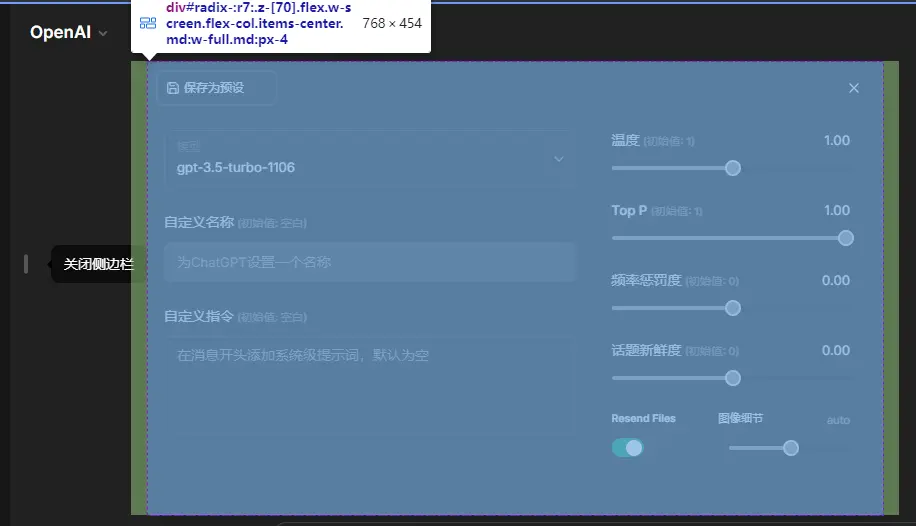 OpenAI
div#radix-:r7:.z-[70].flex.w-s
creen.flex-col.items-center.
md:w-full.md:px-4
768 × 454
保存为预设
模型
gpt-3.5-turbo-1106
自定义名称 (初始值: 空白)
为ChatGPT设置一个名称
自定义指令 (初始值: 空白)
在消息开头添加系统级提示词，默认为空
温度 (初始值: 1)
1.00
Top P (初始值: 1)
1.00
频率惩罚度 (初始值: 0)
0.00
话题新鲜度 (初始值: 0)
0.00
Resend Files
图像细节
auto
关闭侧边栏